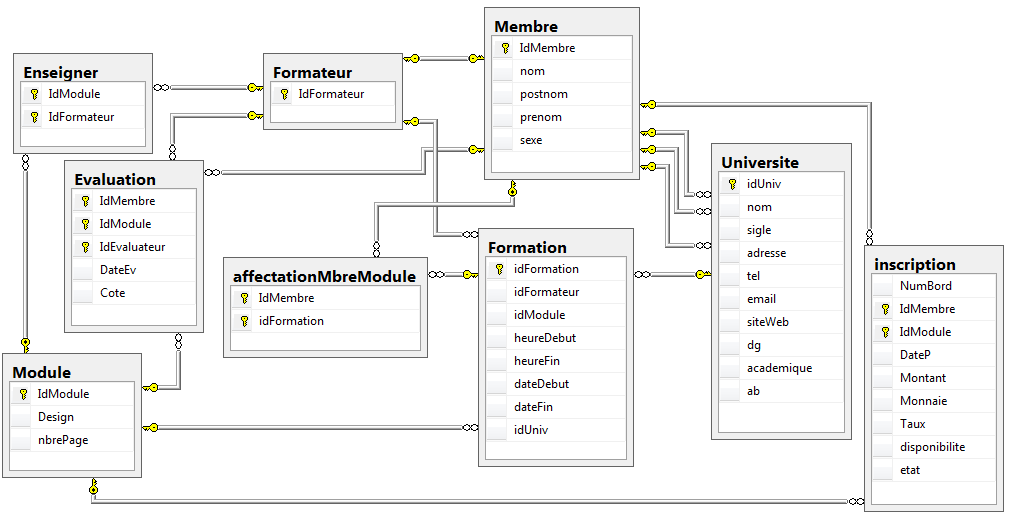 Membre
IdMembre
nom
postnom
prenom
sexe
Enseigner
IdModule
IdFormateur
Formateur
IdFormateur
Universite
idUniv
nom
sigle
adresse
tel
email
siteWeb
dg
academique
ab
Evaluation
IdMembre
IdModule
IdEvaluateur
DateEv
Cote
affectationMbreModule
IdMembre
idFormation
Formation
idFormation
idFormateur
idModule
heureDebut
heureFin
dateDebut
dateFin
idUniv
inscription
NumBord
IdMembre
IdModule
DateP
Montant
Monnaie
Taux
disponibilite
etat
Module
IdModule
Design
nbrePage